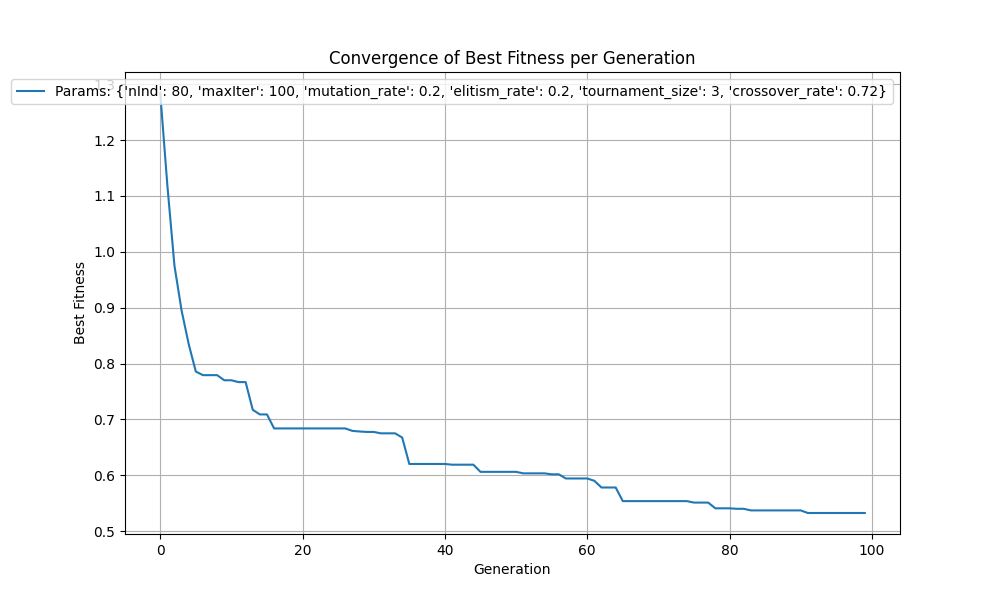 Convergence of Best Fitness per Generation
Params: {'nInd': 80, 'maxIter': 100, 'mutation_rate': 0.2, 'elitism_rate': 0.2, 'tournament_size': 3, 'crossover_rate': 0.72}
1.3
1.2
1.1
1.0
0.9
0.8
0.7
0.6
0.5
Best Fitness
0 20 40 60 80 100
Generation